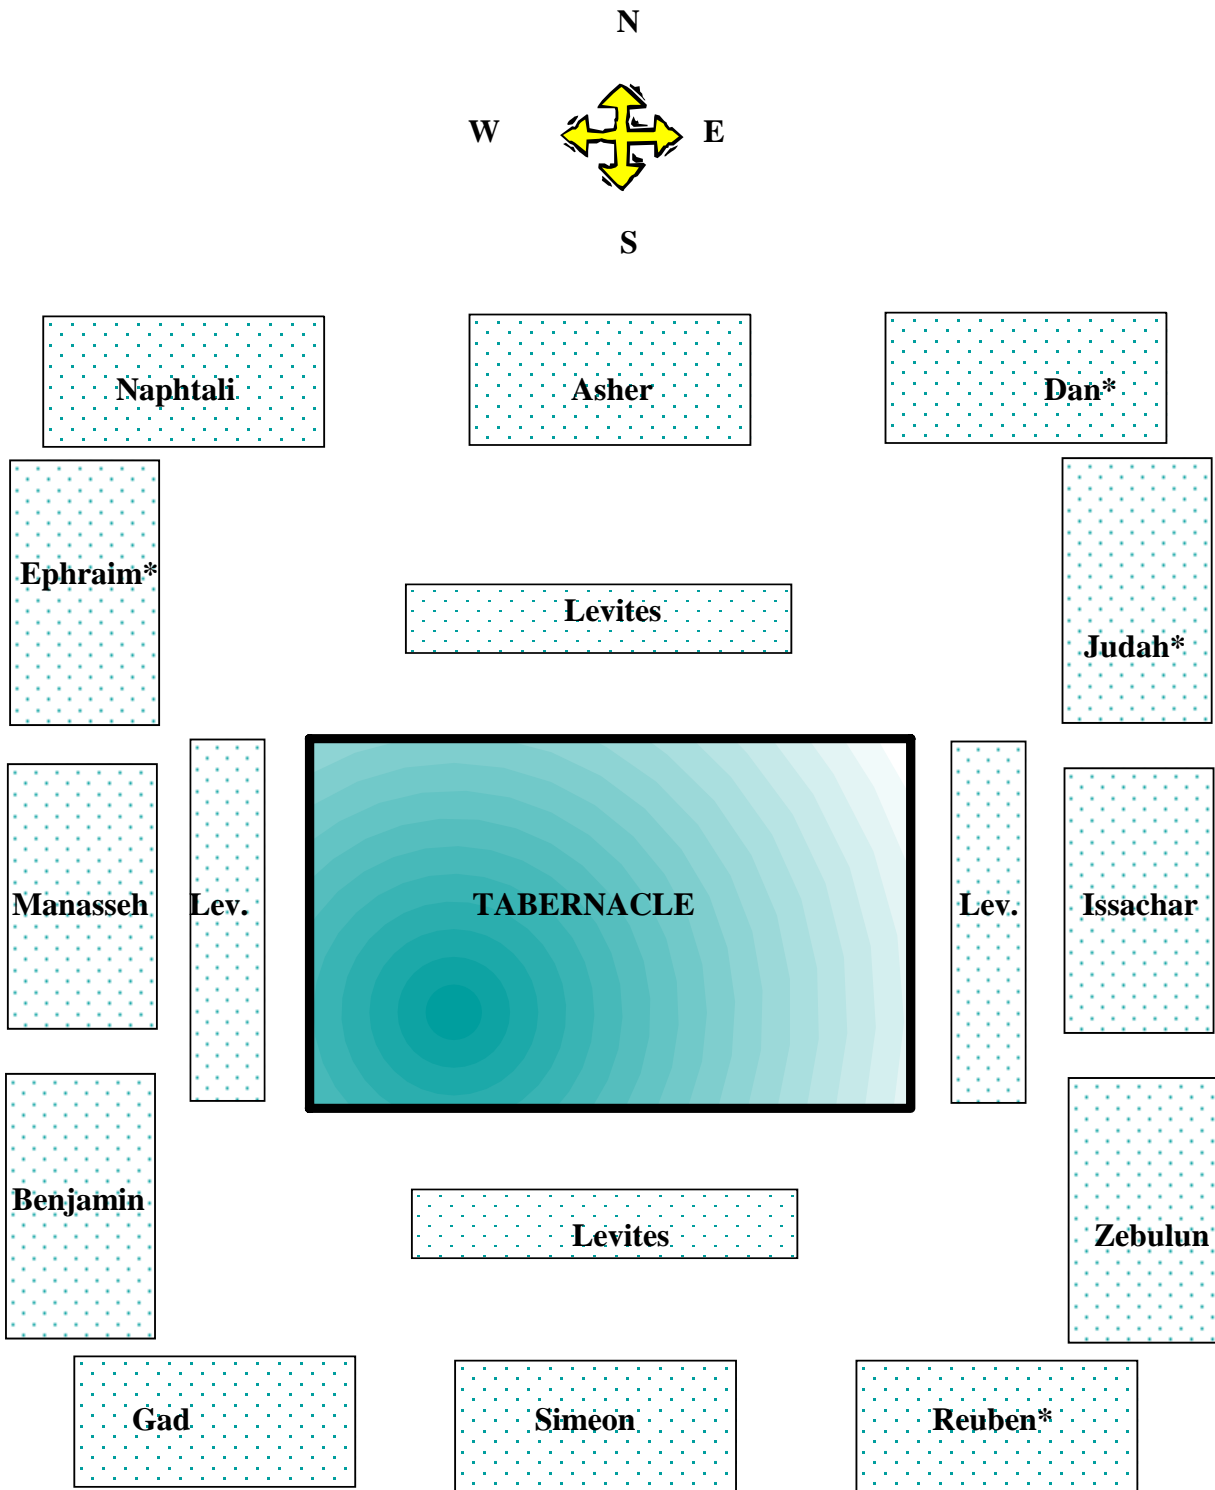 N
W E
S
Naphtali Asher Dan*
Ephraim*
Levites
Judah*
Manasseh Lev. TABERNACLE Lev. Issachar
Benjamin
Levites Zebulun
Gad Simeon Reuben*